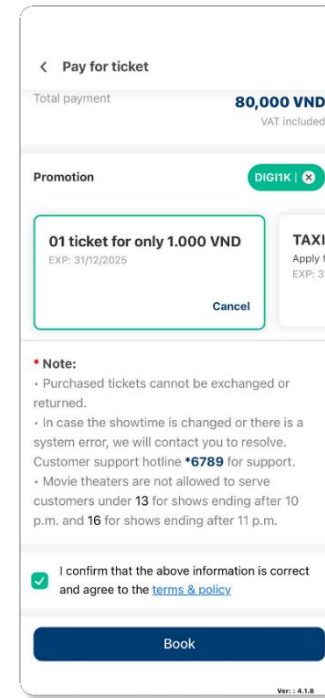 < Pay for ticket
Total payment 80,000 VND
VAT included
Promotion DIGI1K |
01 ticket for only 1.000 VND
EXP: 31/12/2025
Cancel
TAXI
Apply f
EXP: 3
* Note:
• Purchased tickets cannot be exchanged or
returned.
• In case the showtime is changed or there is a
system error, we will contact you to resolve.
Customer support hotline *6789 for support.
• Movie theaters are not allowed to serve
customers under 13 for shows ending after 10
p.m. and 16 for shows ending after 11 p.m.
I confirm that the above information is correct
and agree to the terms & policy
Book
Ver: : 4.1.8